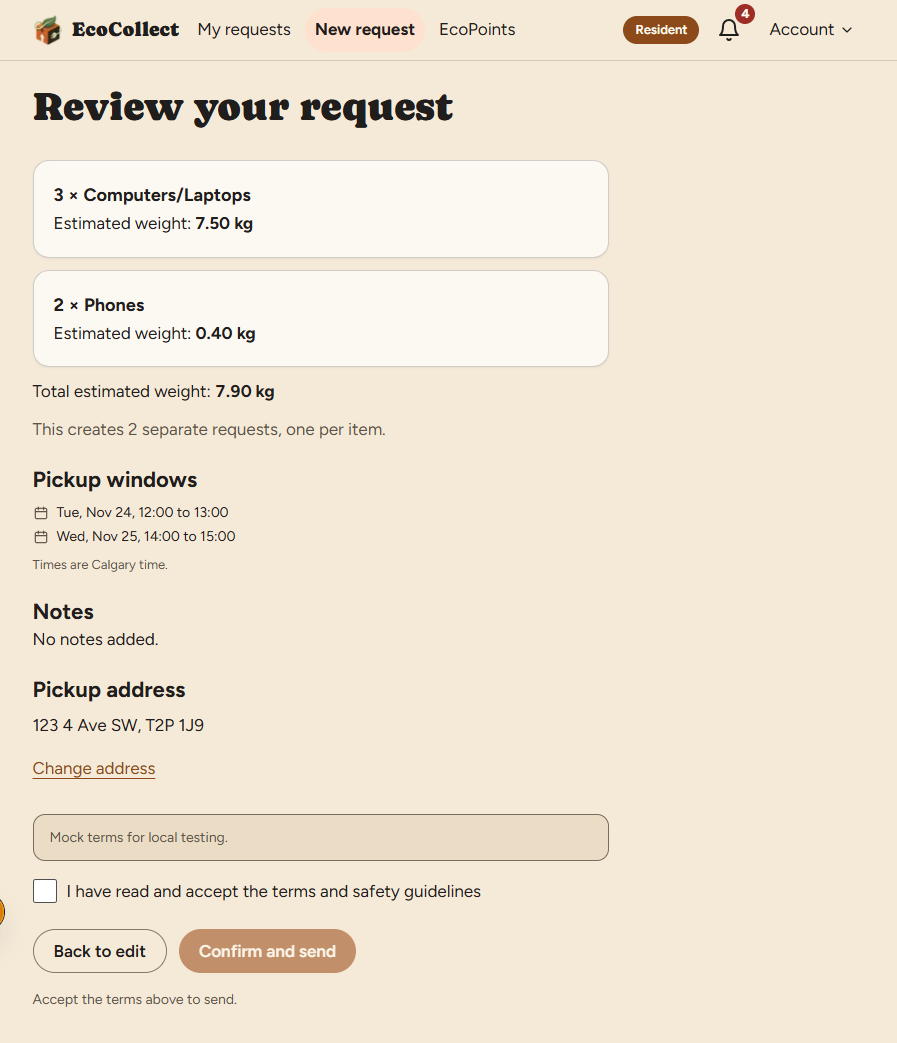 EcoCollect My requests New request EcoPoints Resident 4 Account
Review your request
3 × Computers/Laptops
Estimated weight: 7.50 kg
2 × Phones
Estimated weight: 0.40 kg
Total estimated weight: 7.90 kg
This creates 2 separate requests, one per item.
Pickup windows
Tue, Nov 24, 12:00 to 13:00
Wed, Nov 25, 14:00 to 15:00
Times are Calgary time.
Notes
No notes added.
Pickup address
123 4 Ave SW, T2P 1J9
Change address
Mock terms for local testing.
I have read and accept the terms and safety guidelines
Back to edit Confirm and send
Accept the terms above to send.